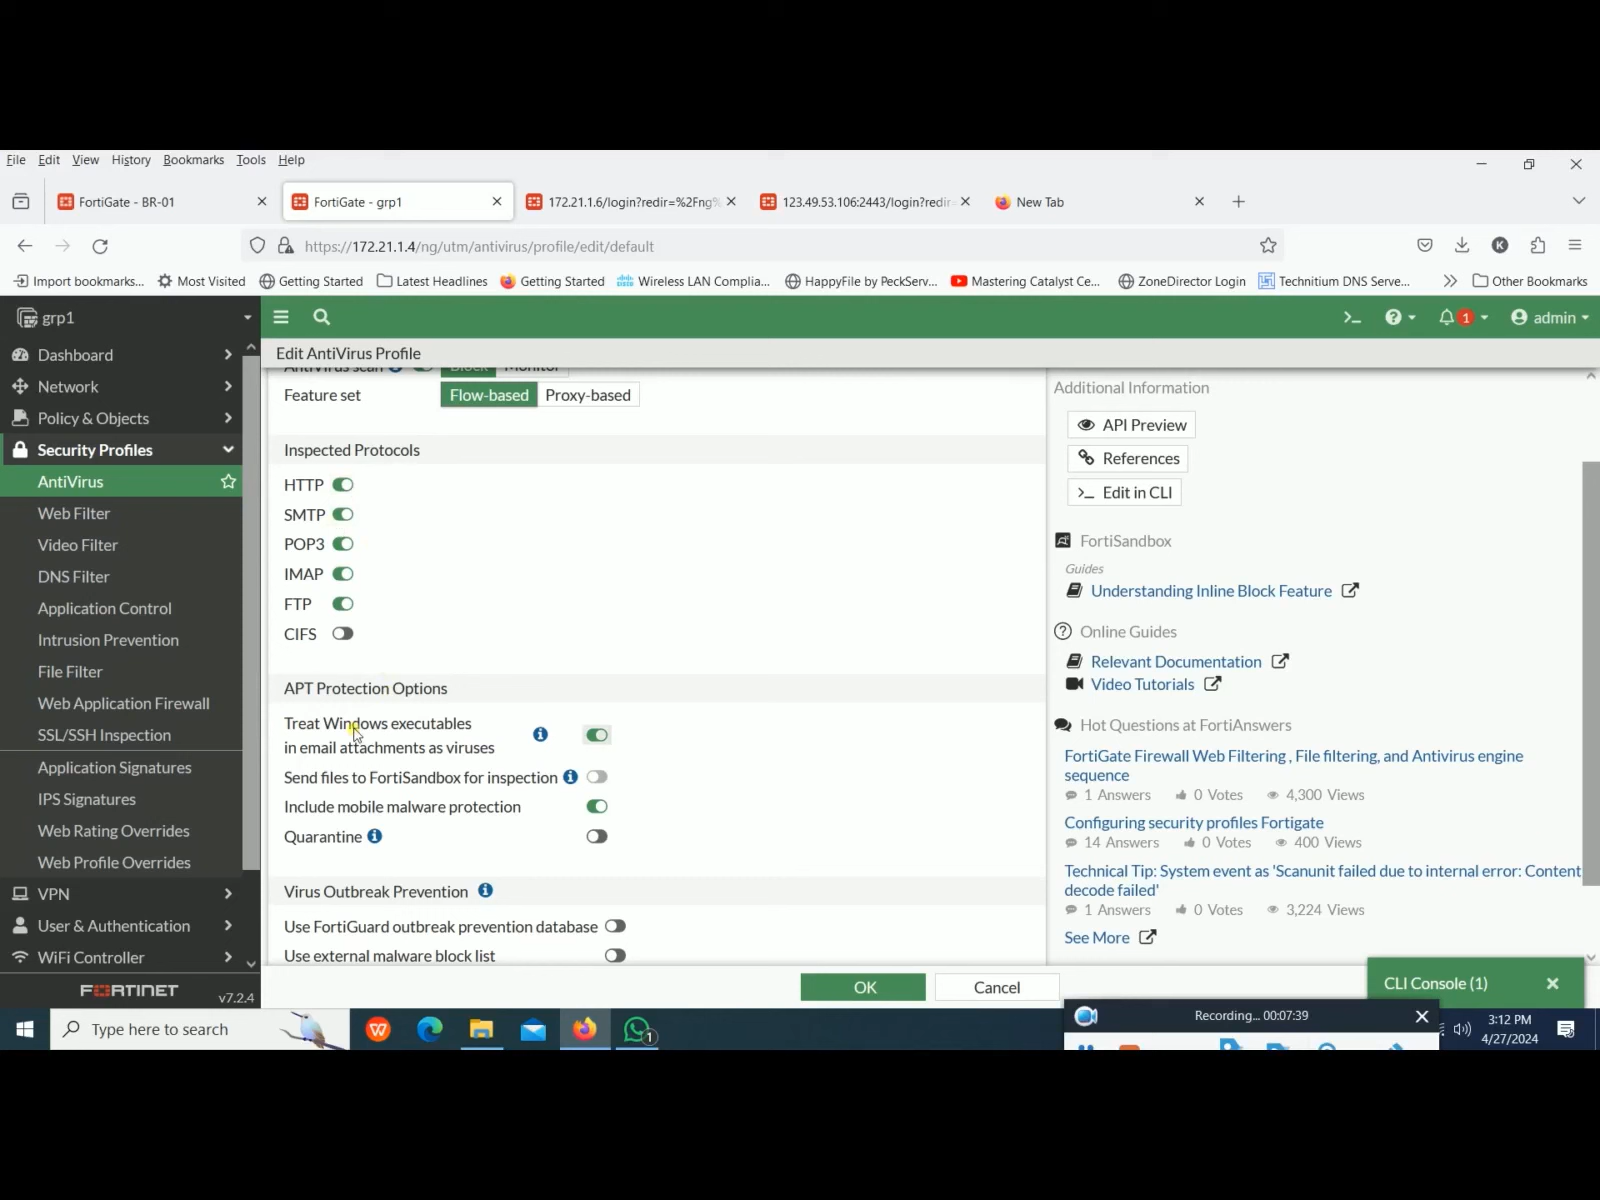 File Edit View History Bookmarks Tools Help
FortiGate - BR-01
FortiGate - grp1
172.21.1.6/login?redir=%2Fng%
123.49.53.106:2443/login?redir=
New Tab
https://172.21.1.4/ng/utm/antivirus/profile/edit/default
Import bookmarks... Most Visited Getting Started Latest Headlines Getting Started Wireless LAN Complia... HappyFile by PeckServ... Mastering Catalyst Ce... ZoneDirector Login Technitium DNS Serve... Other Bookmarks
grp1
1
admin
Dashboard
Network
Policy & Objects
Security Profiles
AntiVirus
Web Filter
Video Filter
DNS Filter
Application Control
Intrusion Prevention
File Filter
Web Application Firewall
SSL/SSH Inspection
Application Signatures
IPS Signatures
Web Rating Overrides
Web Profile Overrides
VPN
User & Authentication
WiFi Controller
FORTINET
v7.2.4
Edit AntiVirus Profile
AntiVirus scan Block Monitor
Feature set Flow-based Proxy-based
Inspected Protocols
HTTP
SMTP
POP3
IMAP
FTP
CIFS
APT Protection Options
Treat Windows executables
in email attachments as viruses
Send files to FortiSandbox for inspection
Include mobile malware protection
Quarantine
Virus Outbreak Prevention
Use FortiGuard outbreak prevention database
Use external malware block list
OK
Cancel
Additional Information
API Preview
References
Edit in CLI
FortiSandbox
Guides
Understanding Inline Block Feature
Online Guides
Relevant Documentation
Video Tutorials
Hot Questions at FortiAnswers
FortiGate Firewall Web Filtering , File filtering, and Antivirus engine
sequence
1 Answers 0 Votes 4,300 Views
Configuring security profiles Fortigate
14 Answers 0 Votes 400 Views
Technical Tip: System event as 'Scanunit failed due to internal error: Content
decode failed'
1 Answers 0 Votes 3,224 Views
See More
CLI Console (1)
Recording... 00:07:39
Type here to search
1
3:12 PM
4/27/2024